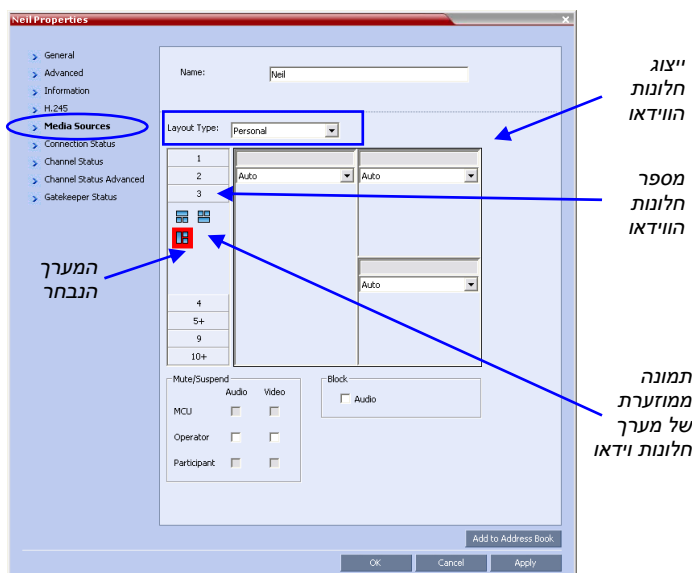 Neil Properties
General
Advanced
Information
H.245
Media Sources
Connection Status
Channel Status
Channel Status Advanced
Gatekeeper Status
Name: Neil
Layout Type: Personal
1
2
3
4
5+
9
10+
Auto
Auto
Auto
Mute/Suspend
Audio Video
MCU
Operator
Participant
Block
Audio
Add to Address Book
OK Cancel Apply
ייצוג
חלונות
הווידאו
מספר
חלונות
הווידאו
המערך
הנבחר
תמונה
ממוזערת
של מערך
חלונות וידאו